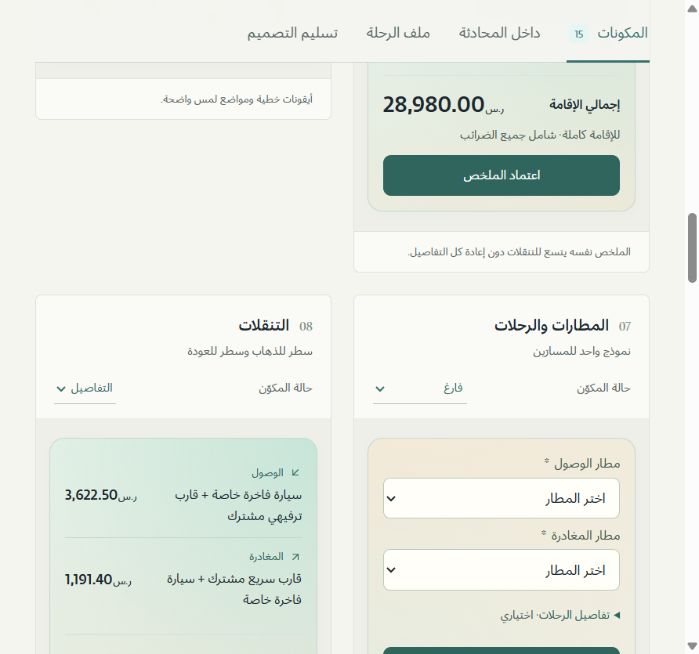 المكونات 15 داخل المحادثة ملف الرحلة تسليم التصميم
إجمالي الإقامة 28,980.00 ر.س
للإقامة كاملة· شامل جميع الضرائب
اعتماد الملخص
الملخص نفسه يتسع للتنقلات دون إعادة كل التفاصيل.
أيقونات خطية ومواضع لمس واضحة.
07 المطارات والرحلات
نموذج واحد للمسارين
حالة المكوّن فارغ
مطار الوصول *
اختر المطار
مطار المغادرة *
اختر المطار
◀ تفاصيل الرحلات· اختياري
08 التنقلات
سطر للذهاب وسطر للعودة
حالة المكوّن التفاصيل
↙ الوصول
سيارة فاخرة خاصة + قارب 3,622.50 ر.س
ترفيهي مشترك
↗ المغادرة
قارب سريع مشترك + سيارة 1,191.40 ر.س
فاخرة خاصة